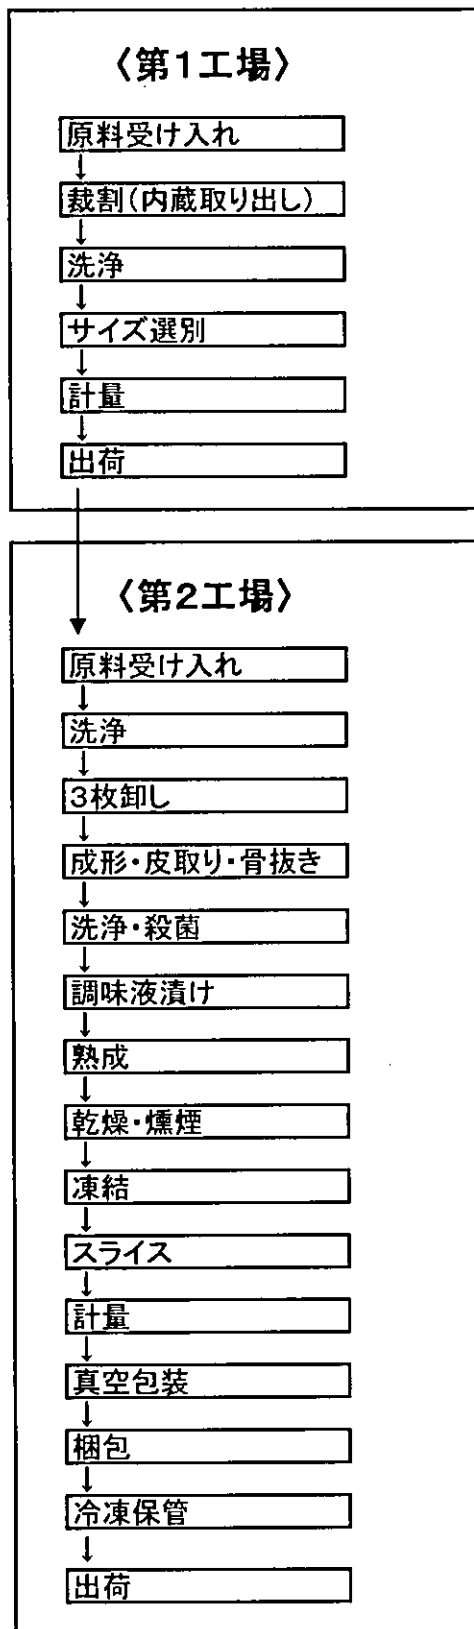 〈第1工場〉
原料受け入れ
裁割(内蔵取り出し)
洗浄
サイズ選別
計量
出荷
〈第2工場〉
原料受け入れ
洗浄
3枚卸し
成形・皮取り・骨抜き
洗浄・殺菌
調味液漬け
熟成
乾燥・燻煙
凍結
スライス
計量
真空包装
梱包
冷凍保管
出荷